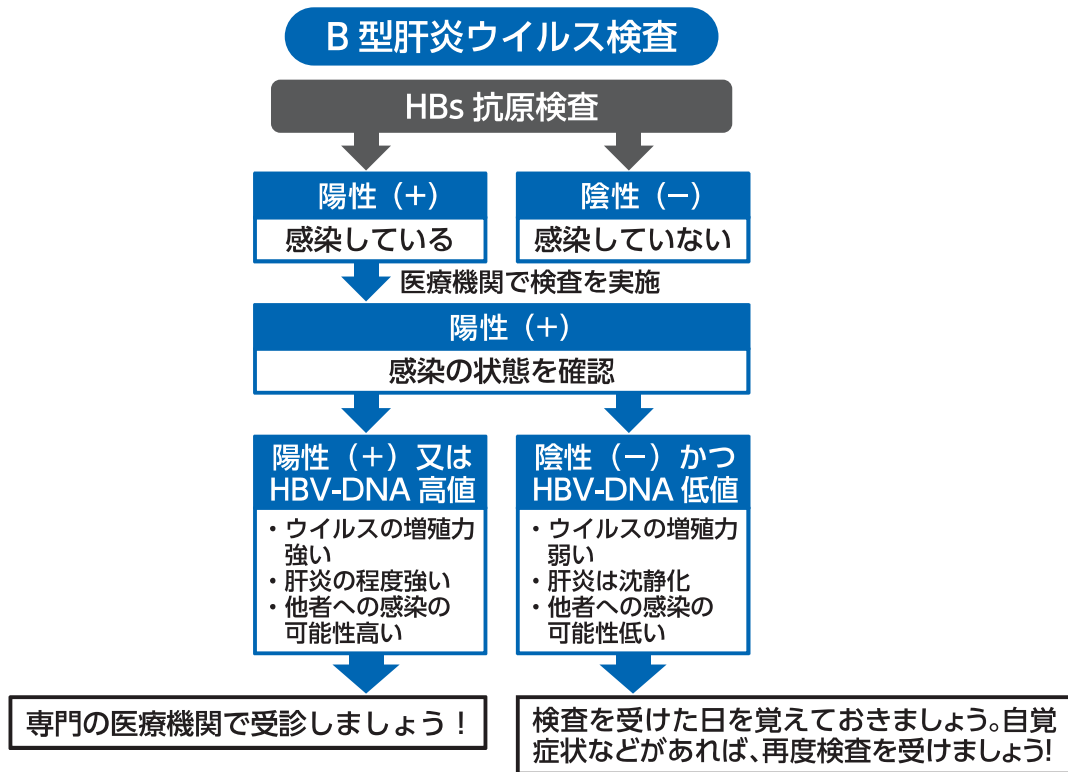 B 型肝炎ウイルス検査
HBs 抗原検査
陽性（+）
感染している
陰性（−）
感染していない
医療機関で検査を実施
陽性（+）
感染の状態を確認
陽性（+）又は
HBV-DNA 高値
・ウイルスの増殖力
強い
・肝炎の程度強い
・他者への感染の
可能性高い
陰性（−）かつ
HBV-DNA 低値
・ウイルスの増殖力
弱い
・肝炎は沈静化
・他者への感染の
可能性低い
専門の医療機関で受診しましょう！
検査を受けた日を覚えておきましょう。自覚
症状などがあれば、再度検査を受けましょう!